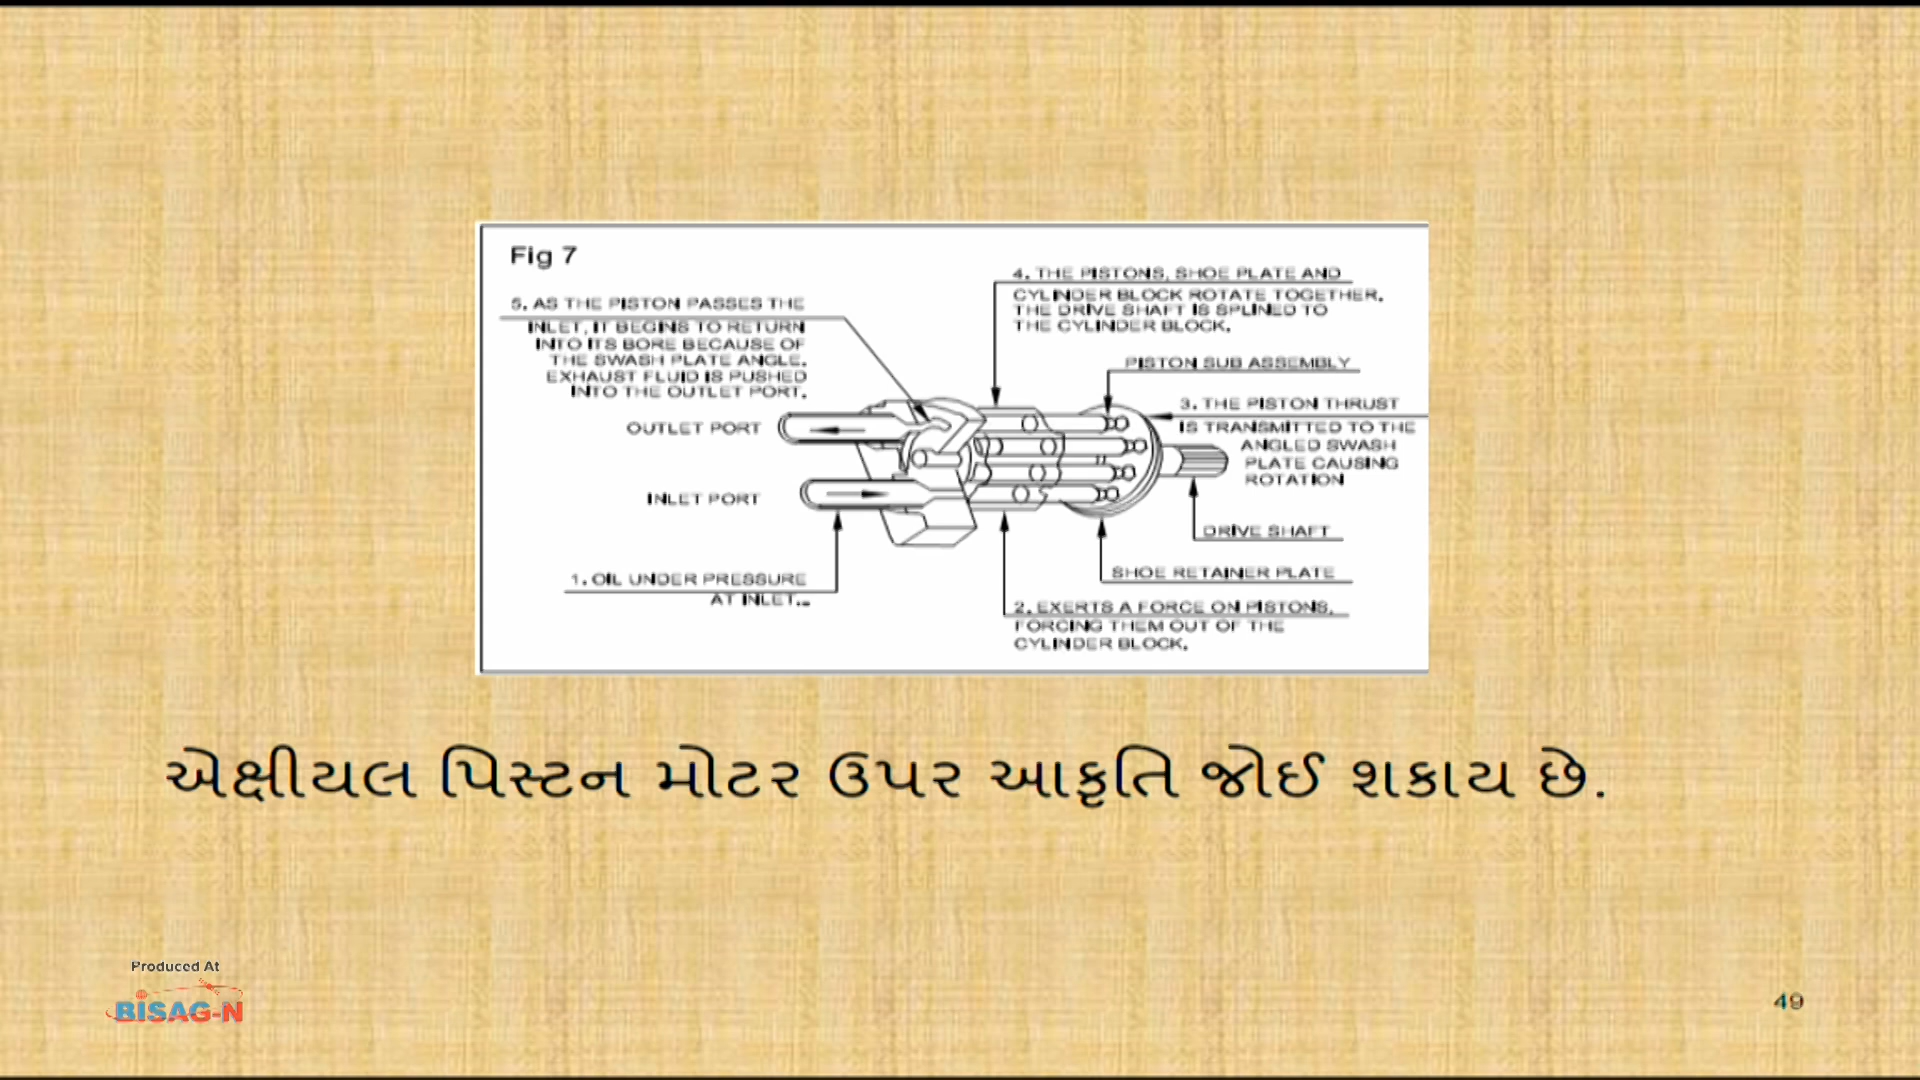 Fig 7
5. AS THE PISTON PASSES THE
INLET, IT BEGINS TO RETURN
INTO ITS BORE BECAUSE OF
THE SWASH PLATE ANGLE.
EXHAUST FLUID IS PUSHED
INTO THE OUTLET PORT.
OUTLET PORT
INLET PORT
1. OIL UNDER PRESSURE
AT INLET...
4. THE PISTONS, SHOE PLATE AND
CYLINDER BLOCK ROTATE TOGETHER.
THE DRIVE SHAFT IS SPLINED TO
THE CYLINDER BLOCK.
PISTON SUB ASSEMBLY
3. THE PISTON THRUST
IS TRANSMITTED TO THE
ANGLED SWASH
PLATE CAUSING
ROTATION
DRIVE SHAFT
SHOE RETAINER PLATE
2. EXERTS A FORCE ON PISTONS,
FORCING THEM OUT OF THE
CYLINDER BLOCK.
એક્ષીયલ પિસ્ટન મોટર ઉપર આકૃતિ જોઈ શકાય છે.
Produced At
BISAG-N
49